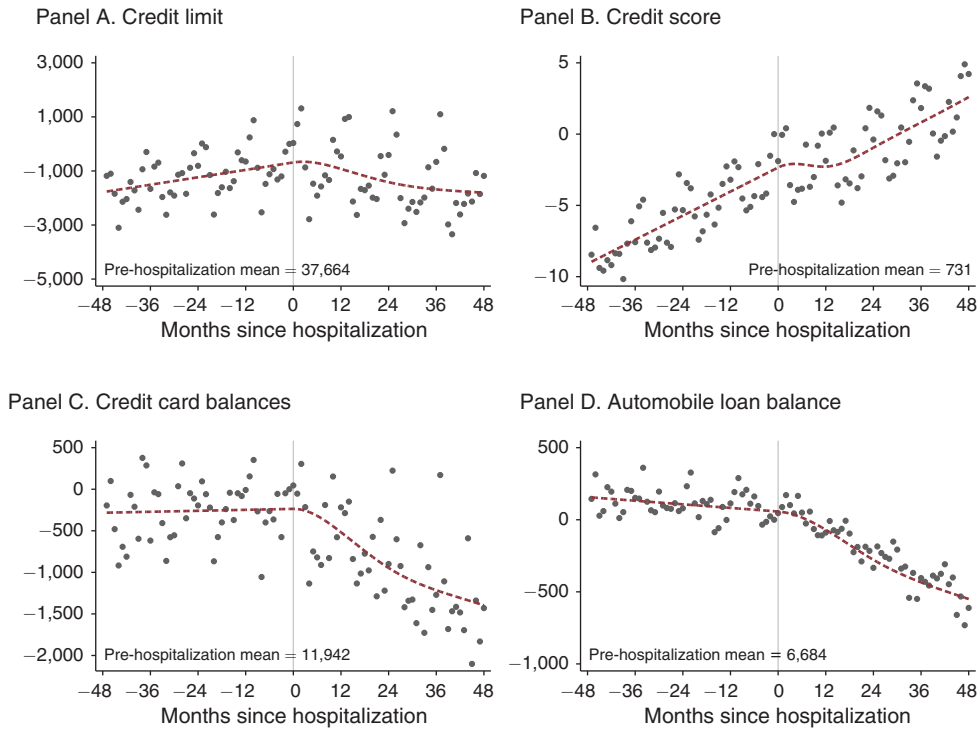 Panel A. Credit limit
3,000
1,000
−1,000
−3,000
−5,000
Pre-hospitalization mean = 37,664
−48 −36 −24 −12 0 12 24 36 48
Months since hospitalization
Panel B. Credit score
5
0
−5
−10
Pre-hospitalization mean = 731
−48 −36 −24 −12 0 12 24 36 48
Months since hospitalization
Panel C. Credit card balances
500
0
−500
−1,000
−1,500
−2,000
Pre-hospitalization mean = 11,942
−48 −36 −24 −12 0 12 24 36 48
Months since hospitalization
Panel D. Automobile loan balance
500
0
−500
−1,000
Pre-hospitalization mean = 6,684
−48 −36 −24 −12 0 12 24 36 48
Months since hospitalization